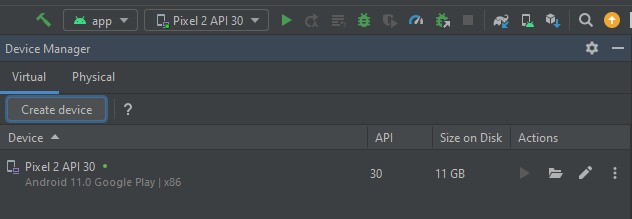 app Pixel 2 API 30
Device Manager
Virtual Physical
Create device ?
Device API Size on Disk Actions
Pixel 2 API 30 30 11 GB
Android 11.0 Google Play | x86